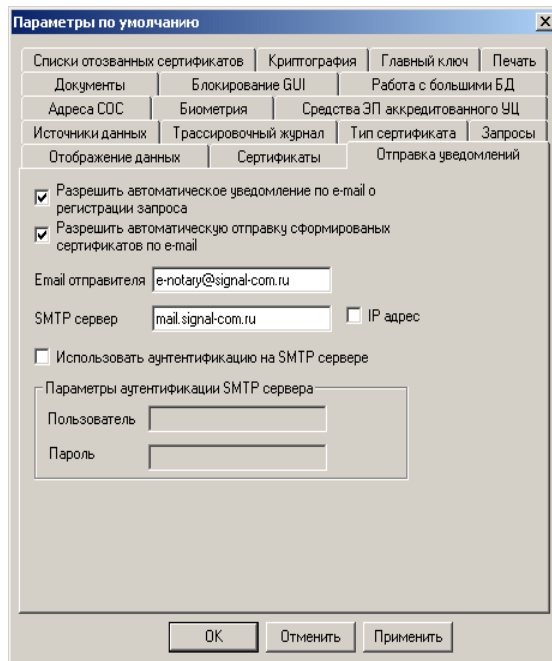 Параметры по умолчанию
Списки отозванных сертификатов Криптография Главный ключ Печать
Документы Блокирование GUI Работа с большими БД
Адреса СОС Биометрия Средства ЭП аккредитованного УЦ
Источники данных Трассировочный журнал Тип сертификата Запросы
Отображение данных Сертификаты Отправка уведомлений
Разрешить автоматическое уведомление по e-mail о
регистрации запроса
Разрешить автоматическую отправку сформированых
сертификатов по e-mail
Email отправителя e-notary@signal-com.ru
SMTP сервер mail.signal-com.ru IP адрес
Использовать аунтентификацию на SMTP сервере
Параметры аутентификации SMTP сервера
Пользователь
Пароль
OK Отменить Применить